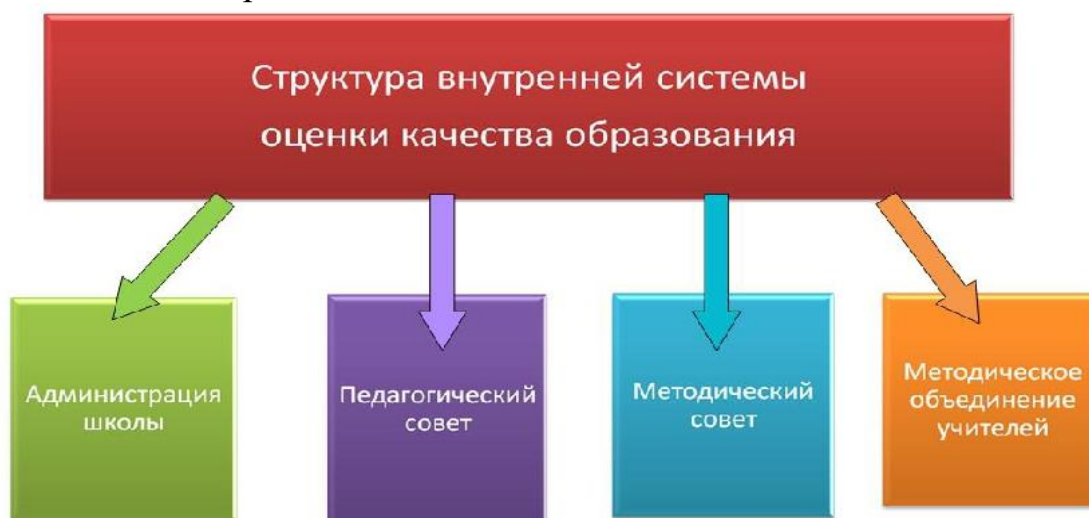 Структура внутренней системы
оценки качества образования
Администрация
школы
Педагогический
совет
Методический
совет
Методическое
объединение
учителей